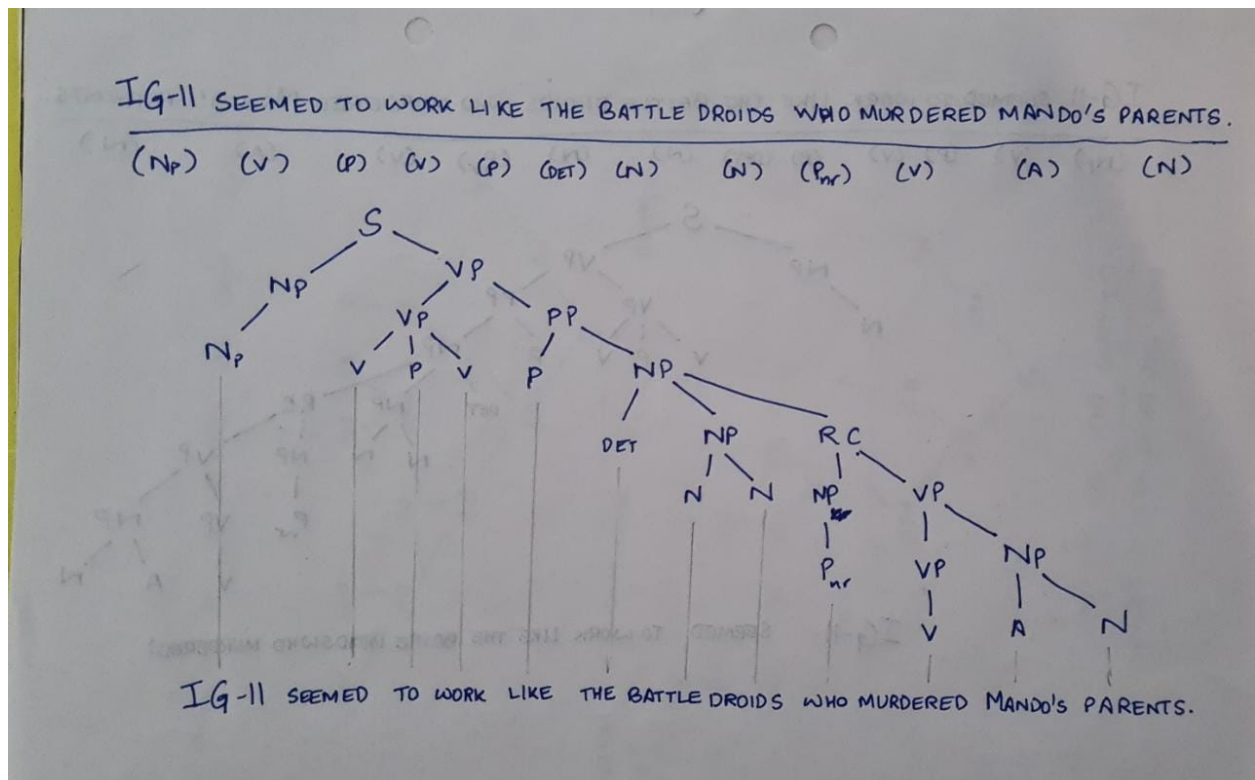 IG-11 SEEMED TO WORK LIKE THE BATTLE DROIDS WHO MURDERED MANDO'S PARENTS.
(Np) (V) (P) (V) (P) (DET) (N) (N) (Pnr) (V) (A) (N)
S
NP VP
VP PP
Np V P V P NP
DET NP RC
N N NP VP
Pnr VP NP
V A N
IG-11 SEEMED TO WORK LIKE THE BATTLE DROIDS WHO MURDERED MANDO'S PARENTS.